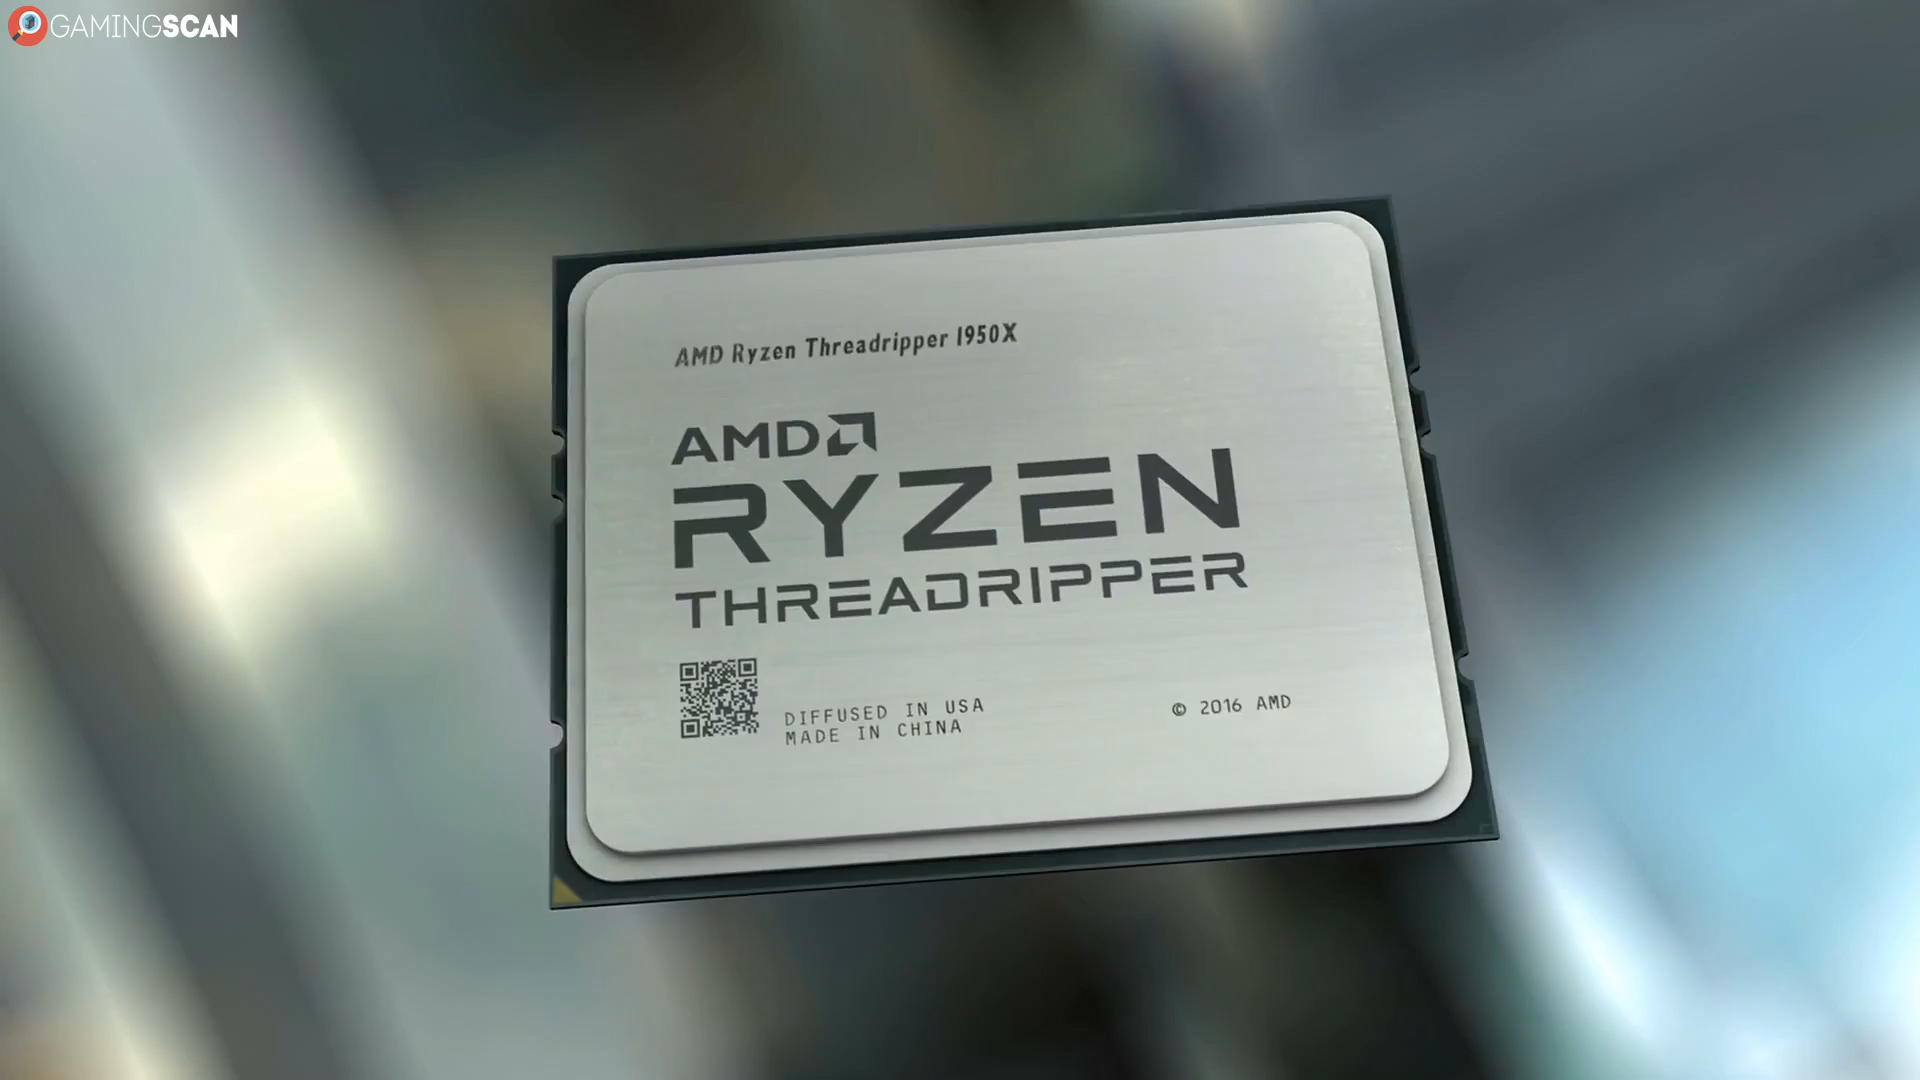 GAMINGSCAN
AMD Ryzen Threadripper 1950X
AMD
RYZEN
THREADRIPPER
DIFFUSED IN USA
MADE IN CHINA
© 2016 AMD